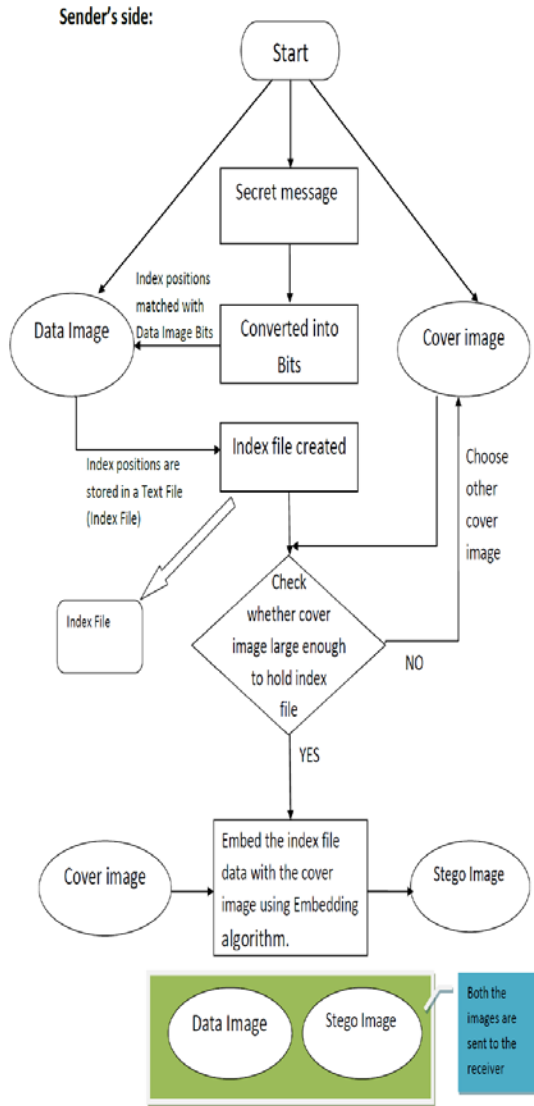 Sender's side:
Start
Secret message
Index positions
matched with
Data Image Bits
Data Image
Converted into
Bits
Cover image
Index file created
Index positions are
stored in a Text File
(Index File)
Choose
other
cover
image
Index File
Check
whether cover
image large enough
to hold index
file
NO
YES
Cover image
Embed the index file
data with the cover
image using Embedding
algorithm.
Stego Image
Data Image
Stego Image
Both the
images are
sent to the
receiver